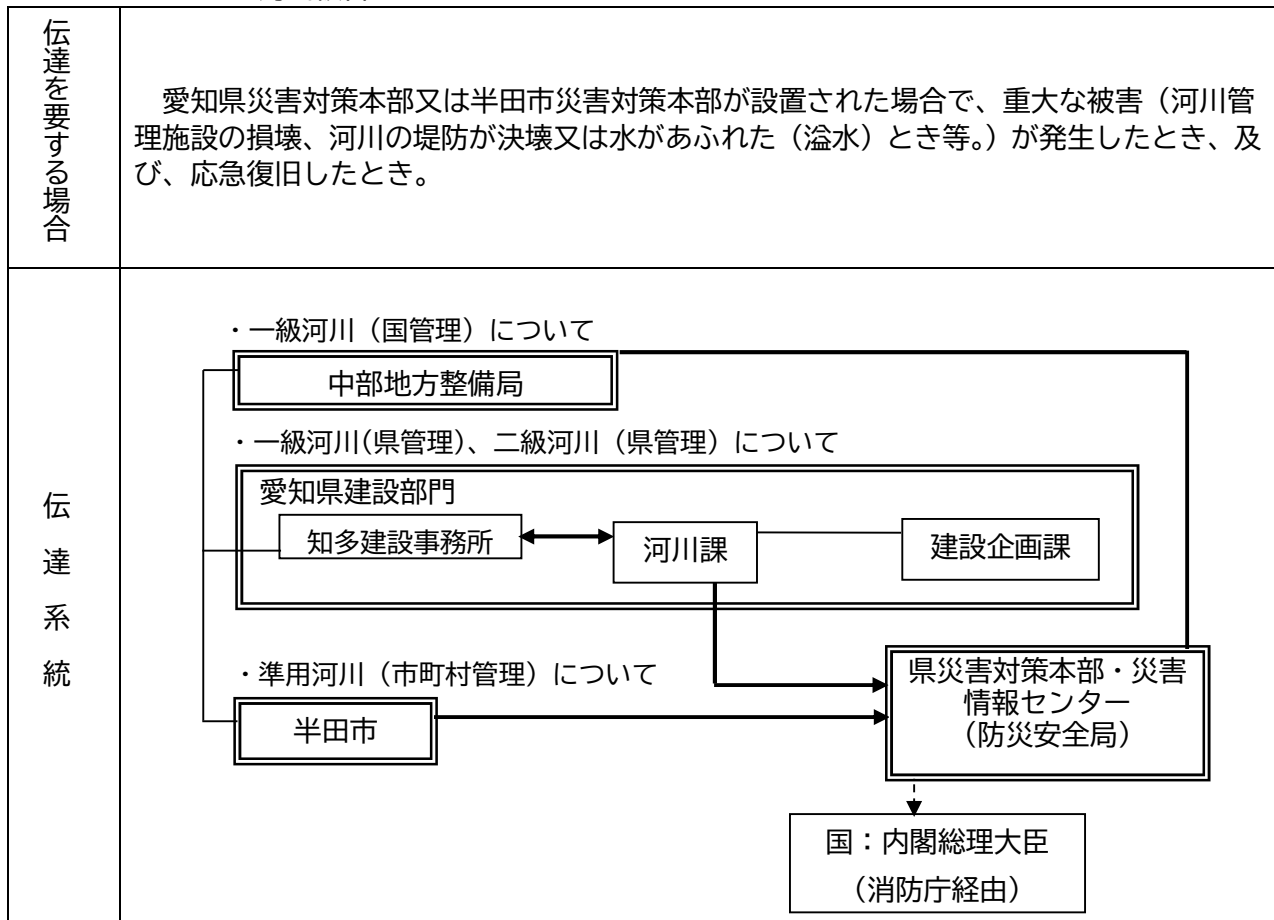 伝達を要する場合
愛知県災害対策本部又は半田市災害対策本部が設置された場合で、重大な被害（河川管
理施設の損壊、河川の堤防が決壊又は水があふれた（溢水）とき等。）が発生したとき、及
び、応急復旧したとき。
伝達系統
・一級河川（国管理）について
中部地方整備局
・一級河川(県管理)、二級河川（県管理）について
愛知県建設部門
知多建設事務所
河川課
建設企画課
・準用河川（市町村管理）について
半田市
県災害対策本部・災害
情報センター
（防災安全局）
国：内閣総理大臣
（消防庁経由）